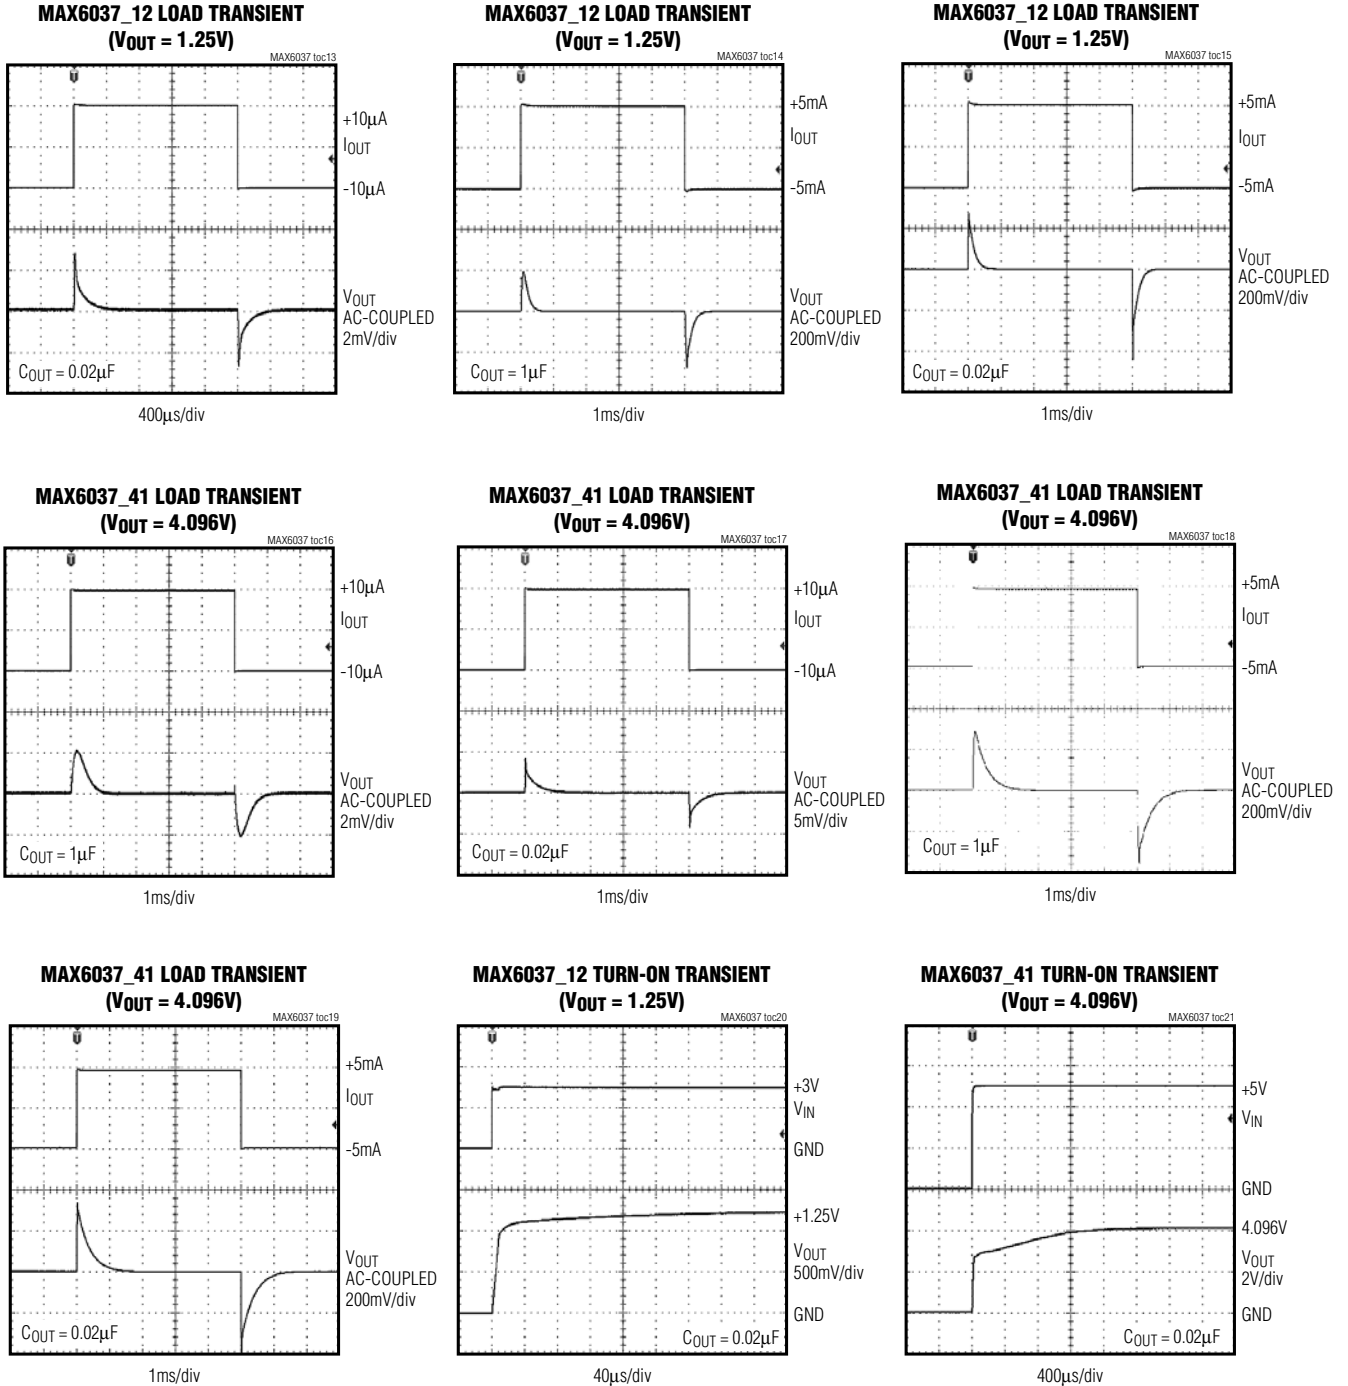 MAX6037_12 LOAD TRANSIENT
(VOUT = 1.25V)
MAX6037 toc13
+10μA
IOUT
-10μA
VOUT
AC-COUPLED
2mV/div
COUT = 0.02μF
400μs/div
MAX6037_12 LOAD TRANSIENT
(VOUT = 1.25V)
MAX6037 toc14
+5mA
IOUT
-5mA
VOUT
AC-COUPLED
200mV/div
COUT = 1μF
1ms/div
MAX6037_12 LOAD TRANSIENT
(VOUT = 1.25V)
MAX6037 toc15
+5mA
IOUT
-5mA
VOUT
AC-COUPLED
200mV/div
COUT = 0.02μF
1ms/div
MAX6037_41 LOAD TRANSIENT
(VOUT = 4.096V)
MAX6037 toc16
+10μA
IOUT
-10μA
VOUT
AC-COUPLED
2mV/div
COUT = 1μF
1ms/div
MAX6037_41 LOAD TRANSIENT
(VOUT = 4.096V)
MAX6037 toc17
+10μA
IOUT
-10μA
VOUT
AC-COUPLED
5mV/div
COUT = 0.02μF
1ms/div
MAX6037_41 LOAD TRANSIENT
(VOUT = 4.096V)
MAX6037 toc18
+5mA
IOUT
-5mA
VOUT
AC-COUPLED
200mV/div
COUT = 1μF
1ms/div
MAX6037_41 LOAD TRANSIENT
(VOUT = 4.096V)
MAX6037 toc19
+5mA
IOUT
-5mA
VOUT
AC-COUPLED
200mV/div
COUT = 0.02μF
1ms/div
MAX6037_12 TURN-ON TRANSIENT
(VOUT = 1.25V)
MAX6037 toc20
+3V
VIN
GND
+1.25V
VOUT
500mV/div
GND
COUT = 0.02μF
40μs/div
MAX6037_41 TURN-ON TRANSIENT
(VOUT = 4.096V)
MAX6037 toc21
+5V
VIN
GND
4.096V
VOUT
2V/div
GND
COUT = 0.02μF
400μs/div